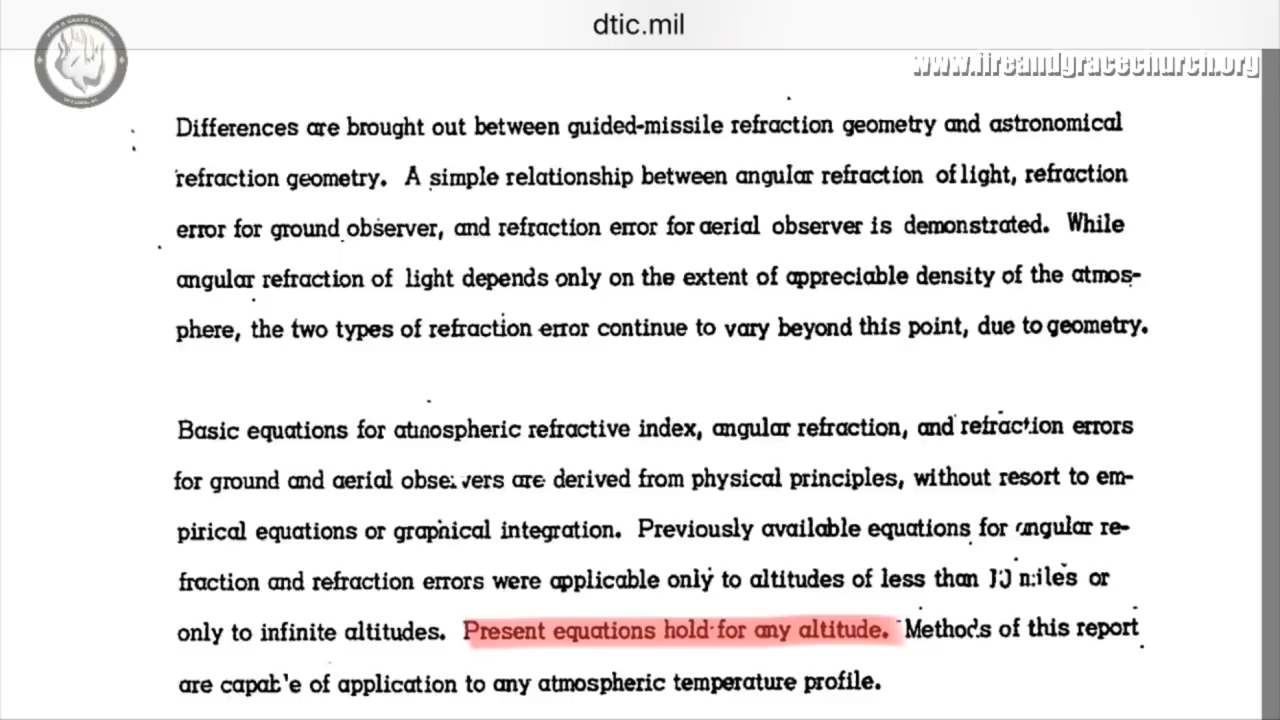 dtic.mil
www.fireandgracechurch.org
FIRE & GRACE CHURCH
Differences are brought out between guided-missile refraction geometry and astronomical
refraction geometry. A simple relationship between angular refraction of light, refraction
error for ground observer, and refraction error for aerial observer is demonstrated. While
angular refraction of light depends only on the extent of appreciable density of the atmos-
phere, the two types of refraction error continue to vary beyond this point, due to geometry.
Basic equations for atmospheric refractive index, angular refraction, and refraction errors
for ground and aerial observers are derived from physical principles, without resort to em-
pirical equations or graphical integration. Previously available equations for angular re-
fraction and refraction errors were applicable only to altitudes of less than 10 miles or
only to infinite altitudes. Present equations hold for any altitude. Methods of this report
are capable of application to any atmospheric temperature profile.